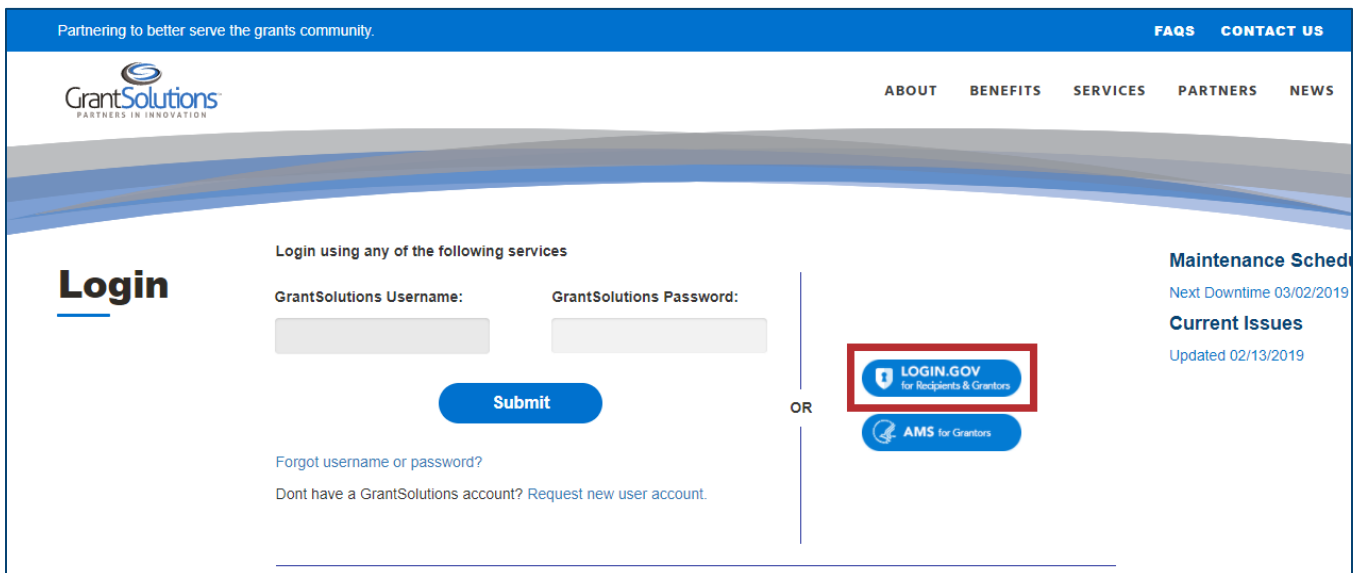 Partnering to better serve the grants community.
FAQS CONTACT US
GrantSolutions
PARTNERS IN INNOVATION
ABOUT BENEFITS SERVICES PARTNERS NEWS
Login
Login using any of the following services
GrantSolutions Username: GrantSolutions Password:
Submit
Forgot username or password?
Dont have a GrantSolutions account? Request new user account.
OR
LOGIN.GOV
for Recipients & Grantors
AMS for Grantors
Maintenance Schedu
Next Downtime 03/02/2019
Current Issues
Updated 02/13/2019